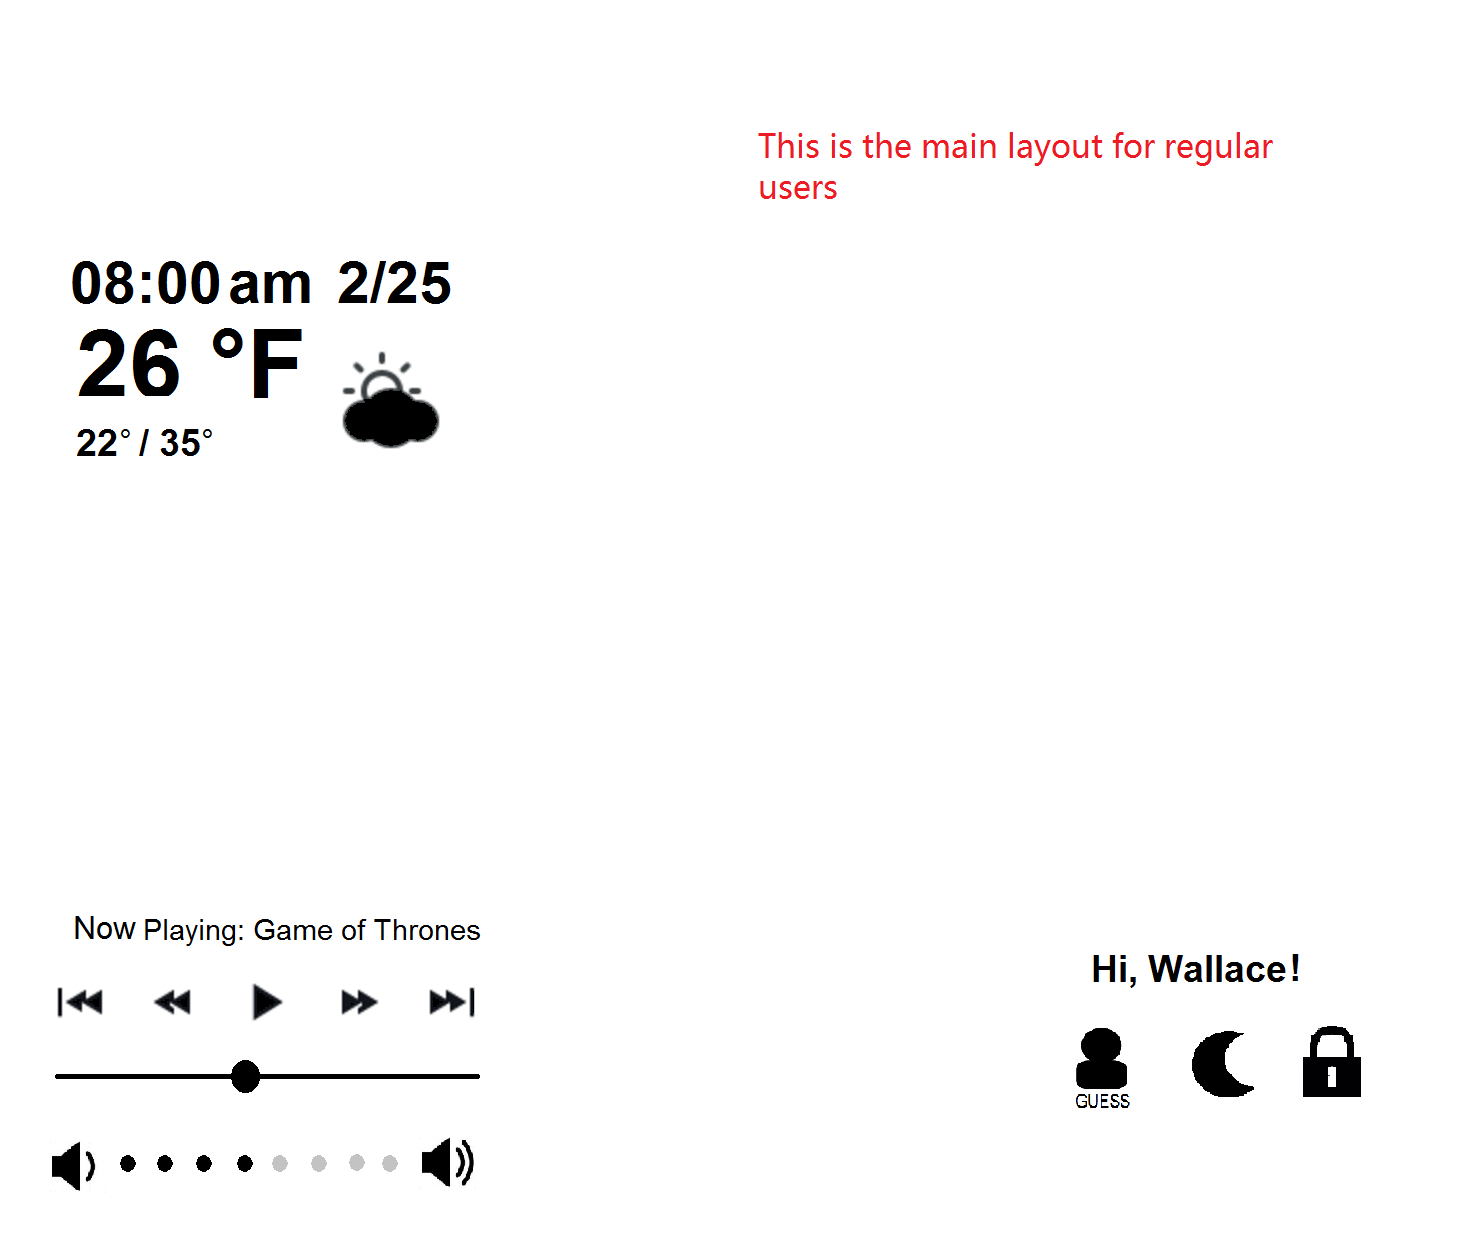 This is the main layout for regular
users
08:00 am 2/25
26 °F
22° / 35°
Now Playing: Game of Thrones
Hi, Wallace!
GUESS